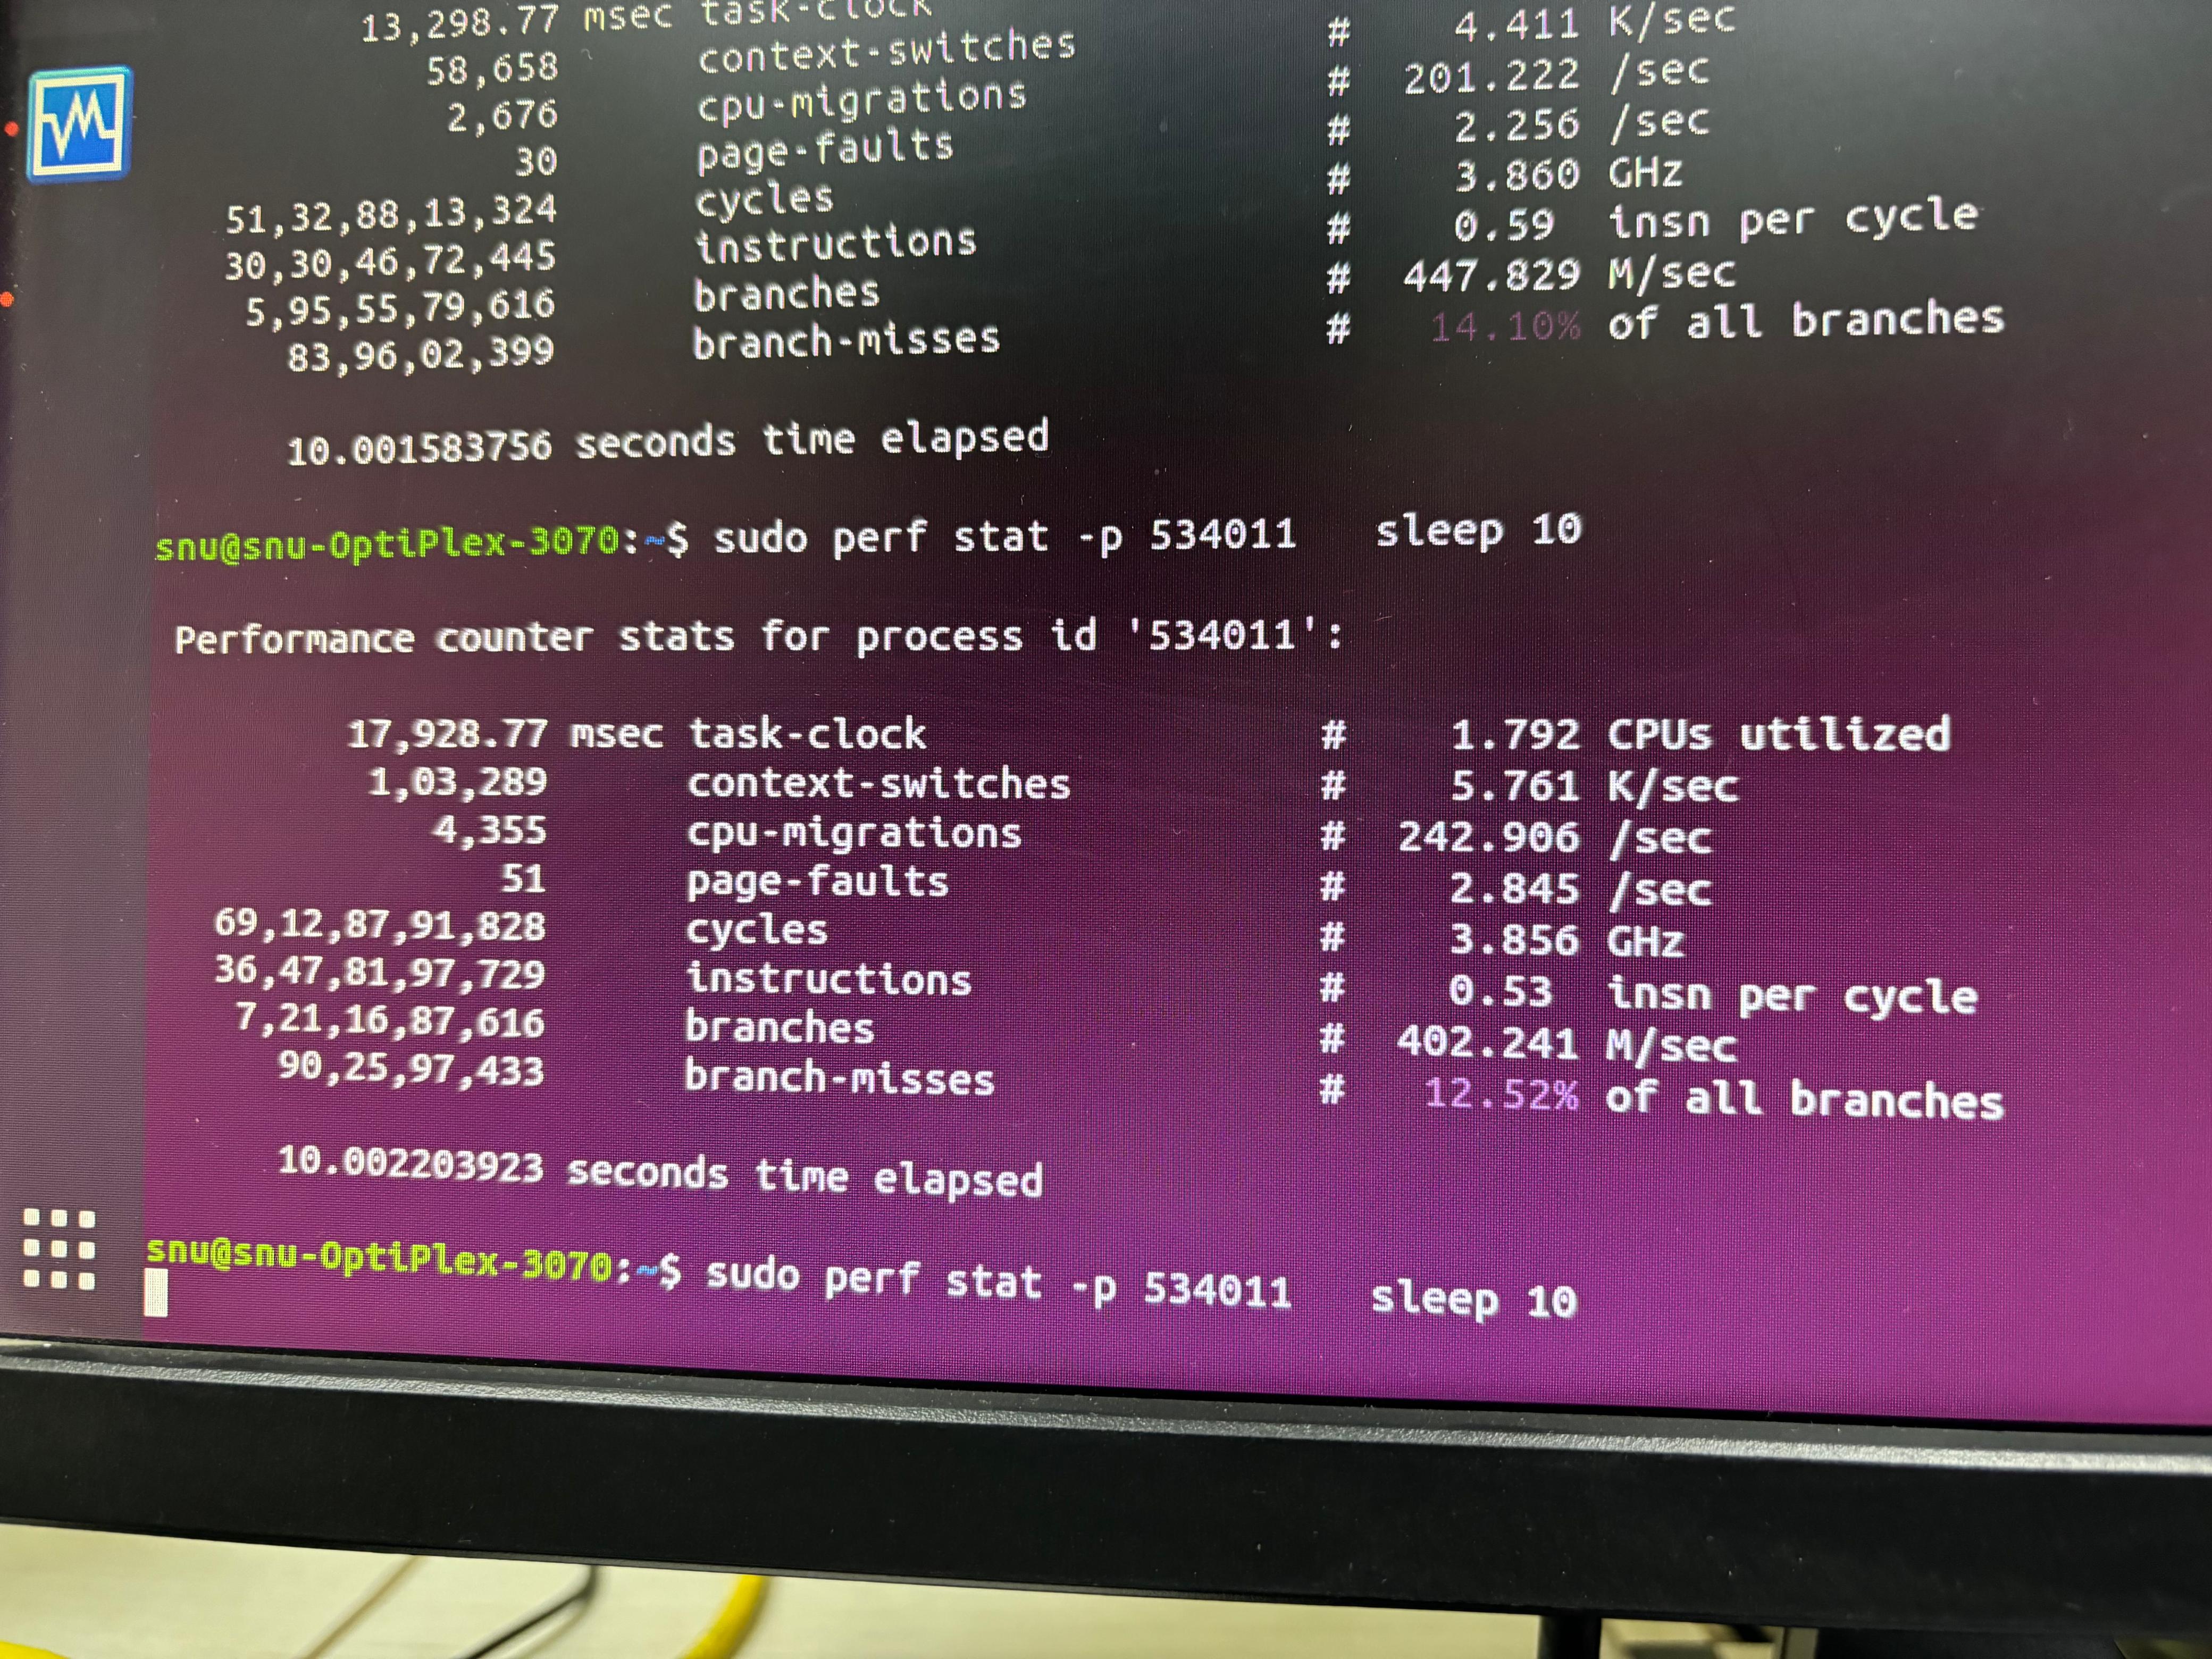 13,298.77 msec task-clock
58,658 context-switches # 4.411 K/sec
2,676 cpu-migrations # 201.222 /sec
30 page-faults # 2.256 /sec
51,32,88,13,324 cycles # 3.860 GHz
30,30,46,72,445 instructions # 0.59 insn per cycle
5,95,55,79,616 branches # 447.829 M/sec
83,96,02,399 branch-misses # 14.10% of all branches
10.001583756 seconds time elapsed
snu@snu-OptiPlex-3070:~$ sudo perf stat -p 534011 sleep 10
Performance counter stats for process id '534011':
17,928.77 msec task-clock # 1.792 CPUs utilized
1,03,289 context-switches # 5.761 K/sec
4,355 cpu-migrations # 242.906 /sec
51 page-faults # 2.845 /sec
69,12,87,91,828 cycles # 3.856 GHz
36,47,81,97,729 instructions # 0.53 insn per cycle
7,21,16,87,616 branches # 402.241 M/sec
90,25,97,433 branch-misses # 12.52% of all branches
10.002203923 seconds time elapsed
snu@snu-OptiPlex-3070:~$ sudo perf stat -p 534011 sleep 10